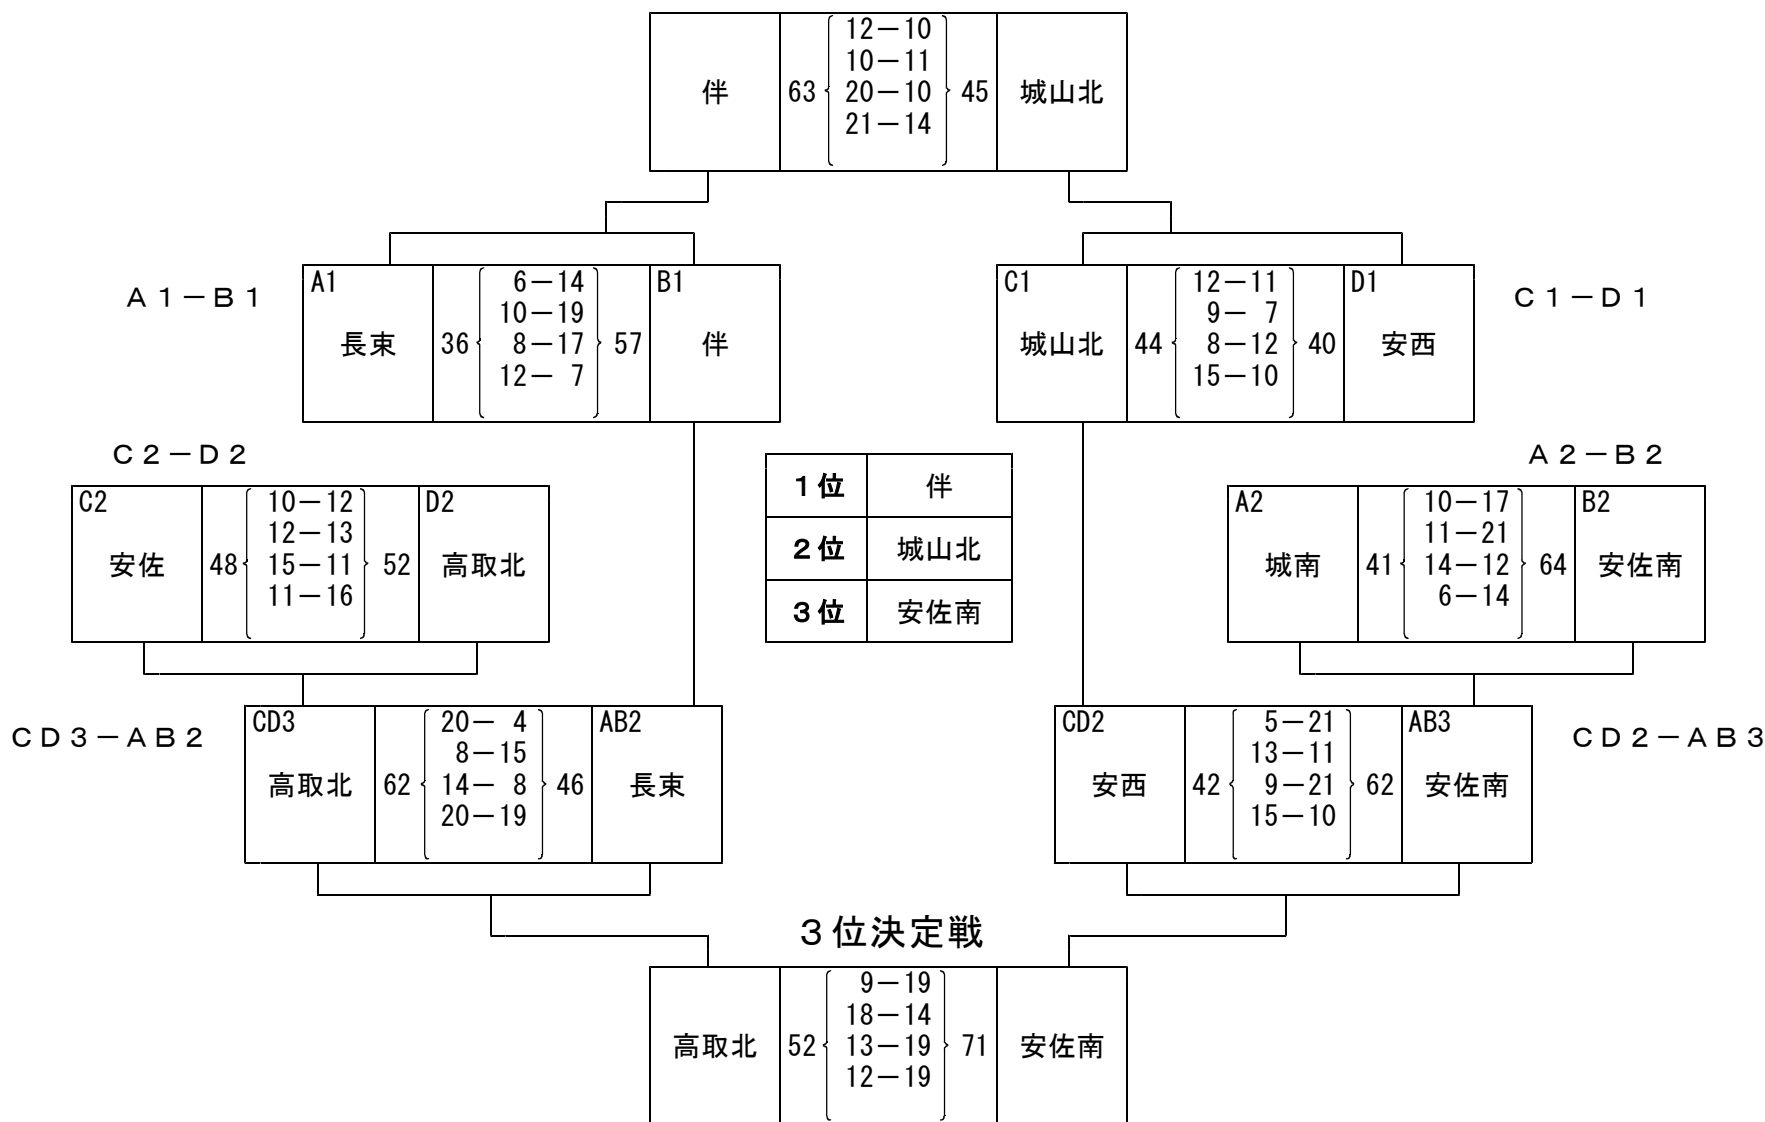 伴 63 12－10 45 城山北
10－11
20－10
21－14
A１－B１
A1 長束 36 6－14 57 B1 伴
10－19
8－17
12－ 7
C1 城山北 44 12－11 40 D1 安西
9－ 7
8－12
15－10
C１－D１
C２－D２
C2 安佐 48 10－12 52 D2 高取北
12－13
15－11
11－16
１位 伴
２位 城山北
３位 安佐南
A２－B２
A2 城南 41 10－17 64 B2 安佐南
11－21
14－12
6－14
CD３－AB２
CD3 高取北 62 20－ 4 46 AB2 長束
8－15
14－ 8
20－19
CD2 安西 42 5－21 62 AB3 安佐南
13－11
9－21
15－10
CD２－AB３
３位決定戦
高取北 52 9－19 71 安佐南
18－14
13－19
12－19